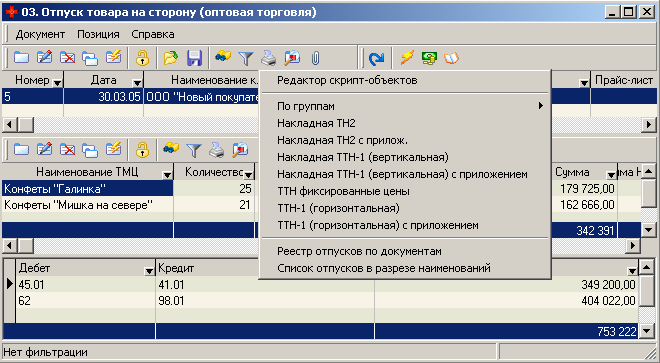 03. Отпуск товара на сторону (оптовая торговля)
Документ Позиция Справка
Номер Дата Наименование к Прайс-лист
5 30.03.05 ООО "Новый покупате
Редактор скрипт-объектов
По группам
Накладная ТН2
Накладная ТН2 с прилож.
Накладная ТТН-1 (вертикальная)
Накладная ТТН-1 (вертикальная) с приложением
ТТН фиксированные цены
ТТН-1 (горизонтальная)
ТТН-1 (горизонтальная) с приложением
Реестр отпусков по документам
Список отпусков в разрезе наименований
Наименование ТМЦ Количество Сумма ма Н
Конфеты "Галинка" 25 179 725,00
Конфеты "Мишка на севере" 21 162 666,00
342 391
Дебет Кредит
45.01 41.01 349 200,00
62 98.01 404 022,00
753 222
Нет фильтрации